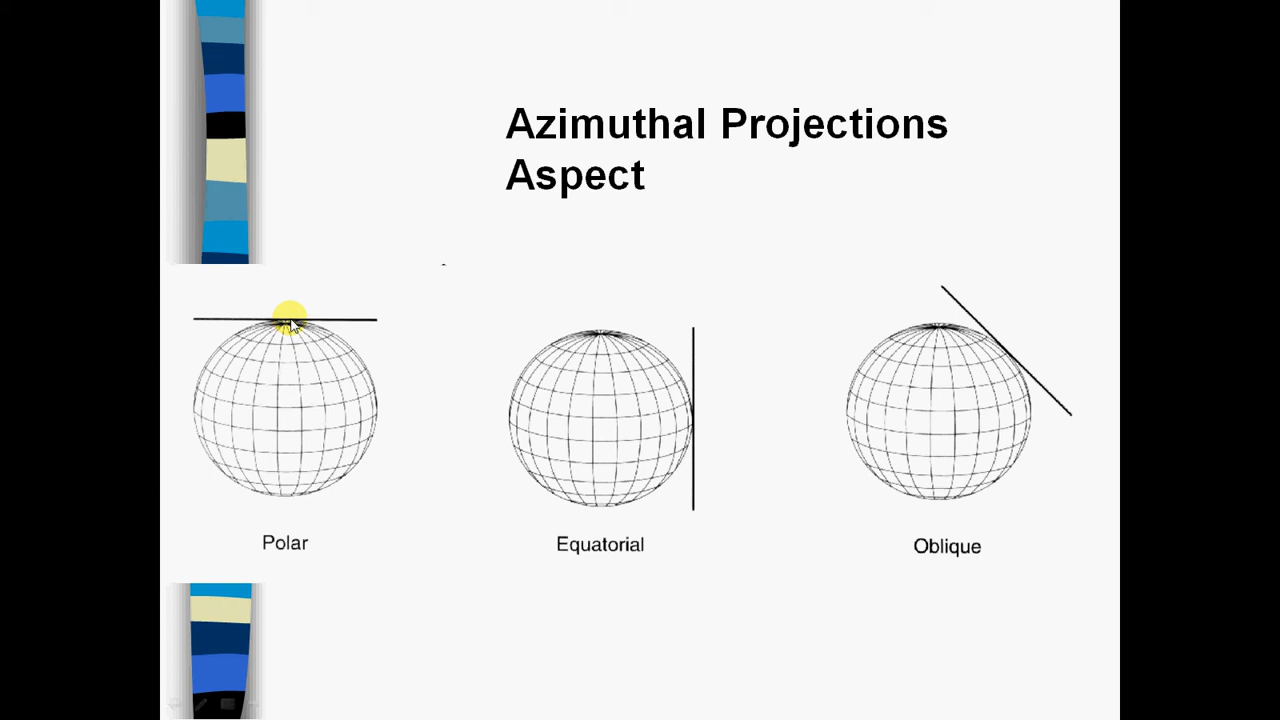 Azimuthal Projections
Aspect
Polar
Equatorial
Oblique